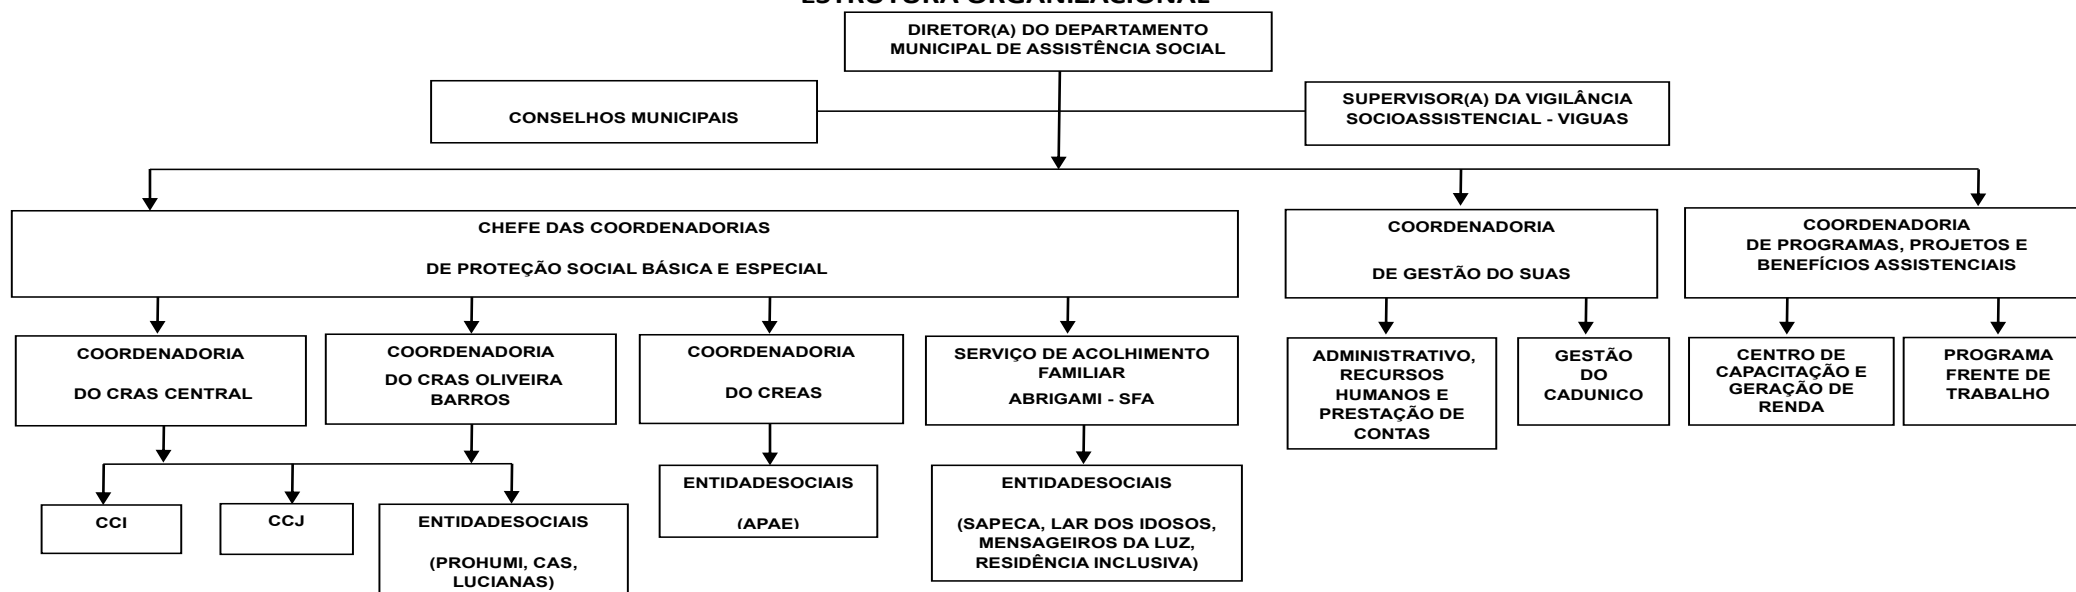 ESTRUTURA ORGANIZACIONAL
DIRETOR(A) DO DEPARTAMENTO
MUNICIPAL DE ASSISTÊNCIA SOCIAL
CONSELHOS MUNICIPAIS
SUPERVISOR(A) DA VIGILÂNCIA
SOCIOASSISTENCIAL - VIGUAS
CHEFE DAS COORDENADORIAS
DE PROTEÇÃO SOCIAL BÁSICA E ESPECIAL
COORDENADORIA
DE GESTÃO DO SUAS
COORDENADORIA
DE PROGRAMAS, PROJETOS E
BENEFÍCIOS ASSISTENCIAIS
COORDENADORIA
DO CRAS CENTRAL
COORDENADORIA
DO CRAS OLIVEIRA
BARROS
COORDENADORIA
DO CREAS
SERVIÇO DE ACOLHIMENTO
FAMILIAR
ABRIGAMI - SFA
ADMINISTRATIVO,
RECURSOS
HUMANOS E
PRESTAÇÃO DE
CONTAS
GESTÃO
DO
CADUNICO
CENTRO DE
CAPACITAÇÃO E
GERAÇÃO DE
RENDA
PROGRAMA
FRENTE DE
TRABALHO
CCI
CCJ
ENTIDADESOCIAIS
(PROHUMI, CAS,
LUCIANAS)
ENTIDADESOCIAIS
(APAE)
ENTIDADESOCIAIS
(SAPECA, LAR DOS IDOSOS,
MENSAGEIROS DA LUZ,
RESIDÊNCIA INCLUSIVA)